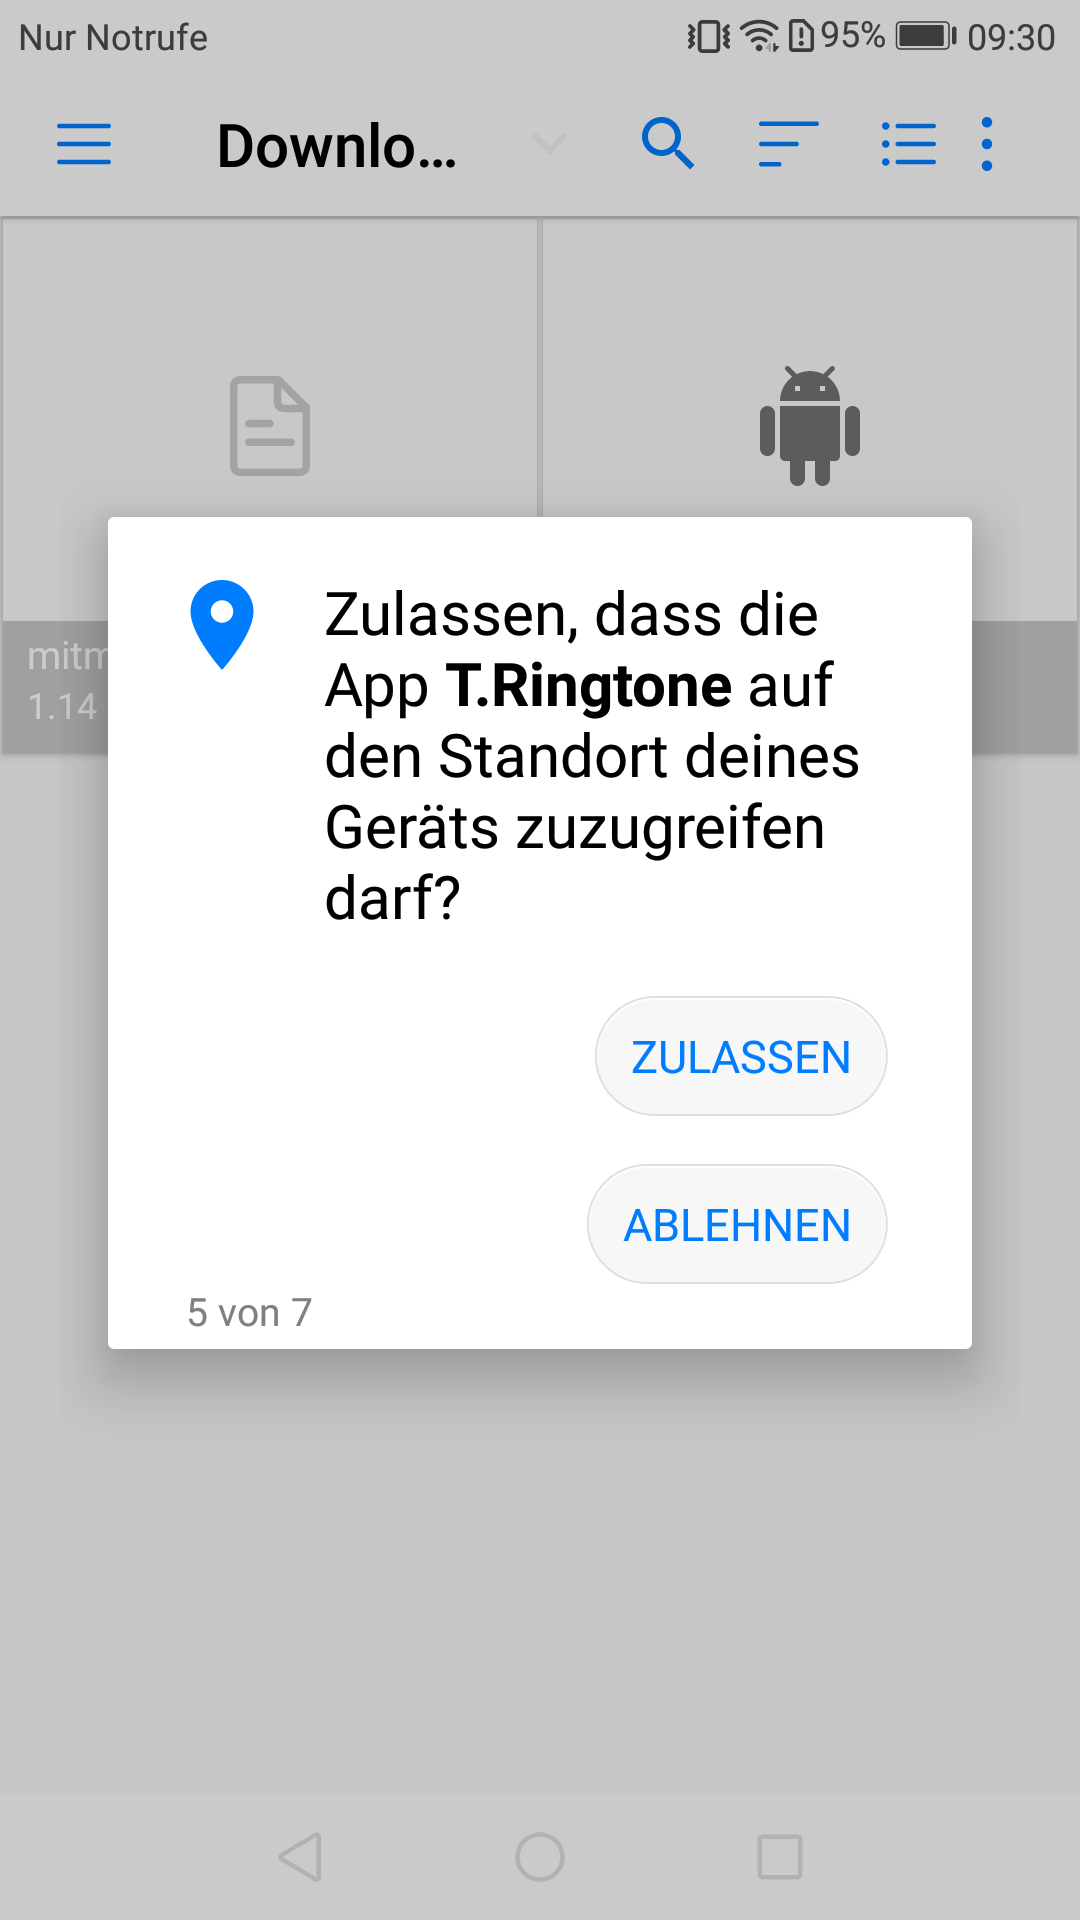 Nur Notrufe 95% 09:30
Downlo...
mitm
1.14
Zulassen, dass die
App T.Ringtone auf
den Standort deines
Geräts zuzugreifen
darf?
ZULASSEN
ABLEHNEN
5 von 7